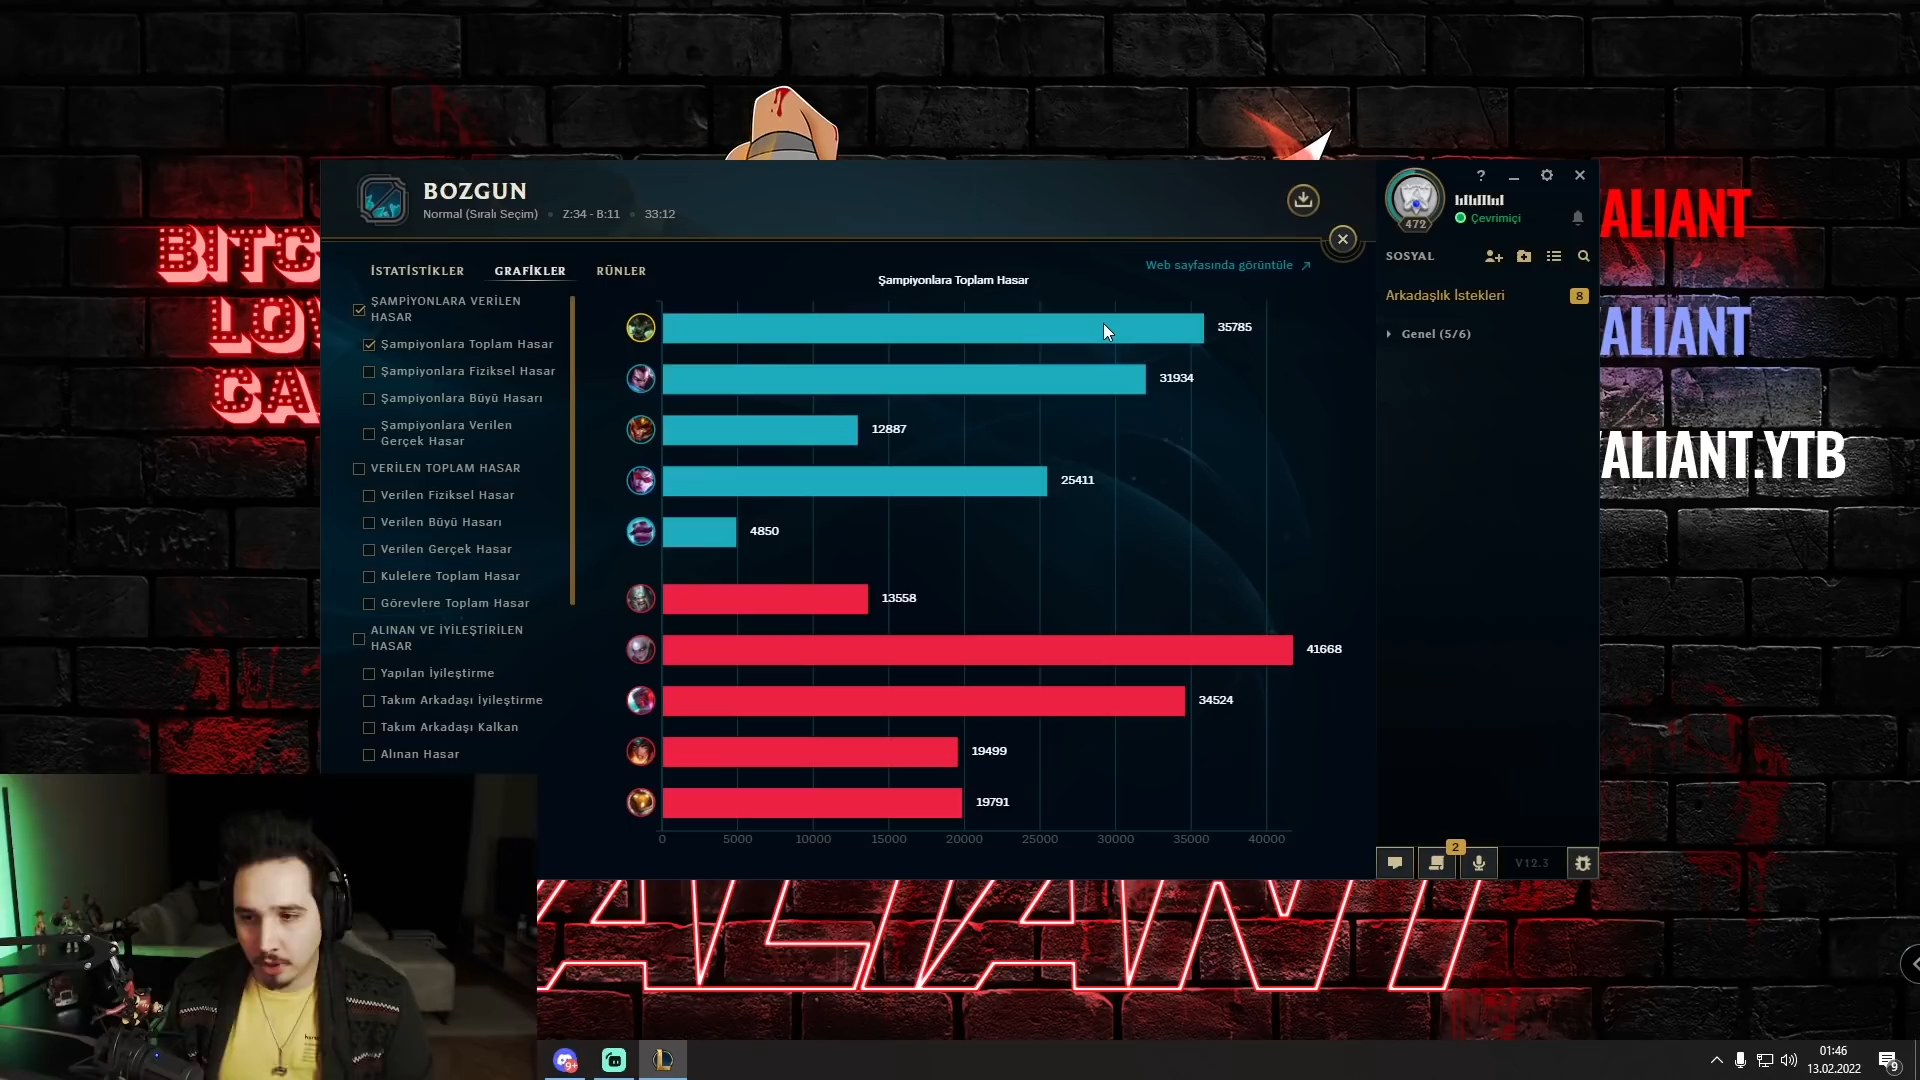 BOZGUN
Normal (Sıralı Seçim) • Z:34 - B:11 • 33:12
?
472
Çevrimiçi
İSTATİSTİKLER
GRAFİKLER
RÜNLER
Web sayfasında görüntüle
SOSYAL
Arkadaşlık İstekleri
8
Genel (5/6)
ŞAMPİYONLARA VERİLEN
HASAR
Şampiyonlara Toplam Hasar
Şampiyonlara Fiziksel Hasar
Şampiyonlara Büyü Hasarı
Şampiyonlara Verilen
Gerçek Hasar
VERİLEN TOPLAM HASAR
Verilen Fiziksel Hasar
Verilen Büyü Hasarı
Verilen Gerçek Hasar
Kulelere Toplam Hasar
Görevlere Toplam Hasar
ALINAN VE İYİLEŞTİRİLEN
HASAR
Yapılan İyileştirme
Takım Arkadaşı İyileştirme
Takım Arkadaşı Kalkan
Alınan Hasar
Şampiyonlara Toplam Hasar
35785
31934
12887
25411
4850
13558
41668
34524
19499
19791
0 5000 10000 15000 20000 25000 30000 35000 40000
2
V12.3
BITC
LO
CA
ALIANT
ALIANT
ALIANT.YTB
ALIANT
9+
01:46
13.02.2022
9